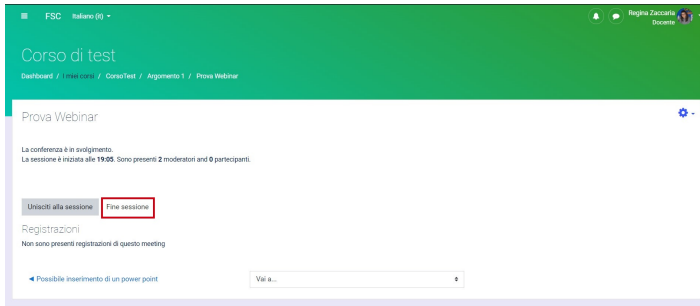 FSC Italiano (it)
Regina Zaccaria
Docente
Corso di test
Dashboard / I miei corsi / CorsoTest / Argomento 1 / Prova Webinar
Prova Webinar
La conferenza è in svolgimento.
La sessione è iniziata alle 19:05. Sono presenti 2 moderatori and 0 partecipanti.
Unisciti alla sessione Fine sessione
Registrazioni
Non sono presenti registrazioni di questo meeting
◄ Possibile inserimento di un power point Vai a...